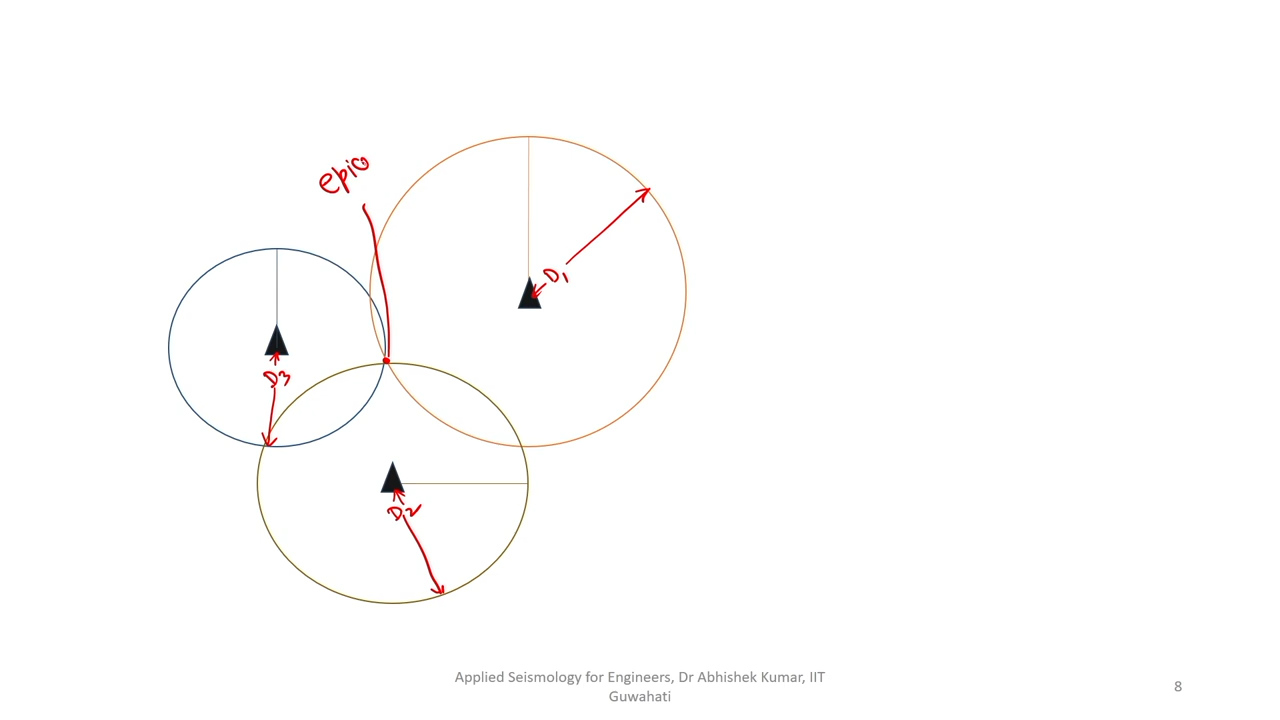 epic
D1
D3
D2
Applied Seismology for Engineers, Dr Abhishek Kumar, IIT
Guwahati
8